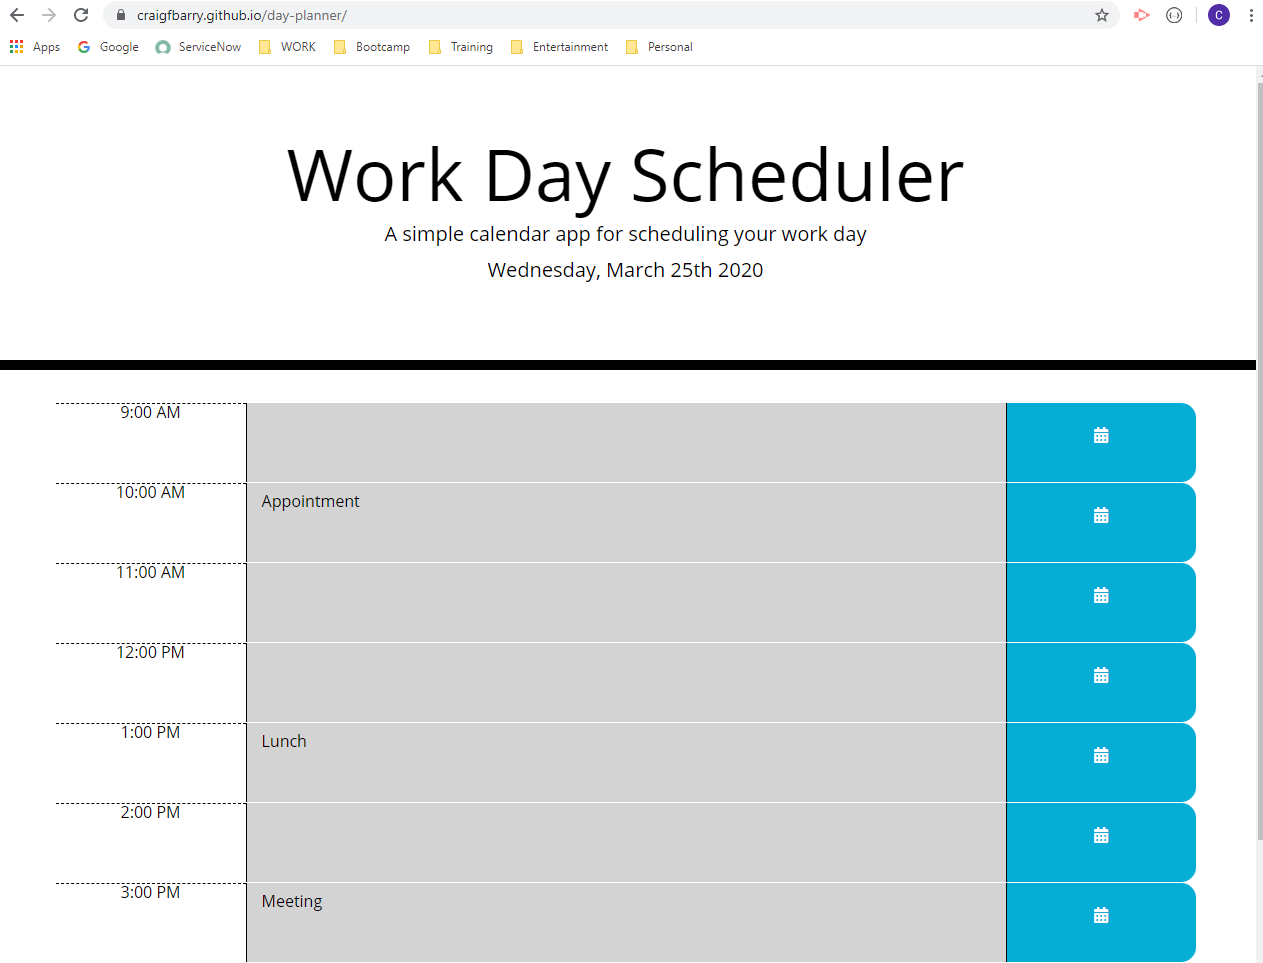 craigfbarry.github.io/day-planner/
C
Apps Google ServiceNow WORK Bootcamp Training Entertainment Personal
Work Day Scheduler
A simple calendar app for scheduling your work day
Wednesday, March 25th 2020
9:00 AM
10:00 AM Appointment
11:00 AM
12:00 PM
1:00 PM Lunch
2:00 PM
3:00 PM Meeting